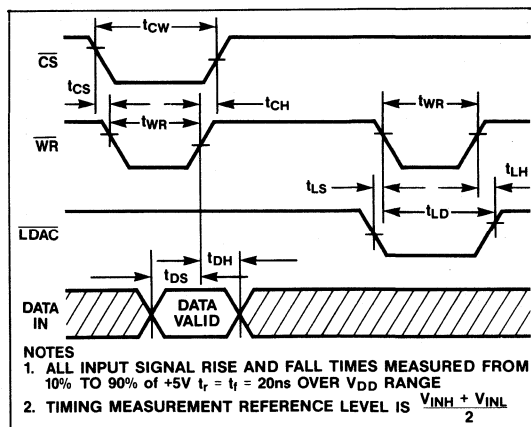 tCW
CS
tCS
tCH
tWR
tWR
WR
tLH
tLS
tLD
LDAC
tDH
tDS
DATA IN
DATA VALID
NOTES
1. ALL INPUT SIGNAL RISE AND FALL TIMES MEASURED FROM
10% TO 90% of +5V tr = tf = 20ns OVER VDD RANGE
2. TIMING MEASUREMENT REFERENCE LEVEL IS VINH + VINL
2